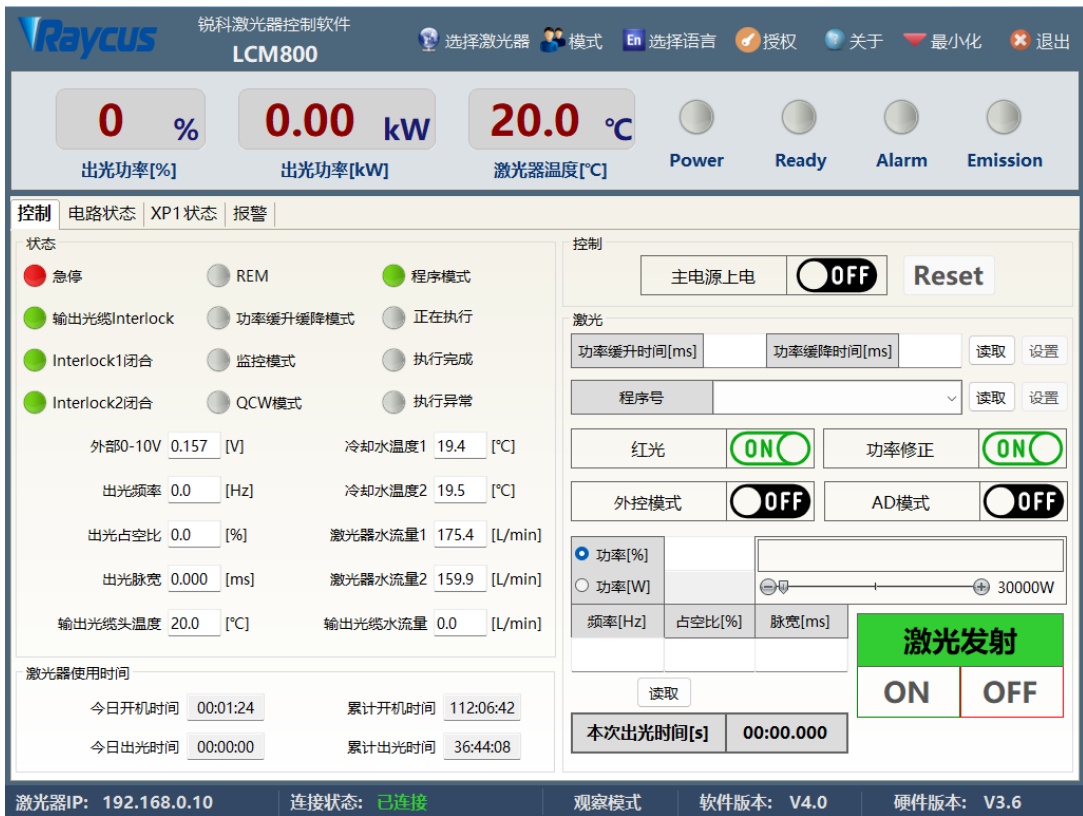 Raycus 锐科激光器控制软件
LCM800
选择激光器 模式 En 选择语言 授权 关于 最小化 退出
0 % 0.00 kW 20.0 ℃
出光功率[%] 出光功率[kW] 激光器温度[℃] Power Ready Alarm Emission
控制 电路状态 XP1状态 报警
状态
急停 REM 程序模式
输出光缆Interlock 功率缓升缓降模式 正在执行
Interlock1闭合 监控模式 执行完成
Interlock2闭合 QCW模式 执行异常
外部0-10V 0.157 [V] 冷却水温度1 19.4 [℃]
出光频率 0.0 [Hz] 冷却水温度2 19.5 [℃]
出光占空比 0.0 [%] 激光器水流量1 175.4 [L/min]
出光脉宽 0.000 [ms] 激光器水流量2 159.9 [L/min]
输出光缆头温度 20.0 [℃] 输出光缆水流量 0.0 [L/min]
激光器使用时间
今日开机时间 00:01:24 累计开机时间 112:06:42
今日出光时间 00:00:00 累计出光时间 36:44:08
控制
主电源上电 OFF Reset
激光
功率缓升时间[ms] 功率缓降时间[ms] 读取 设置
程序号 读取 设置
红光 ON 功率修正 ON
外控模式 OFF AD模式 OFF
功率[%]
功率[W] 30000W
频率[Hz] 占空比[%] 脉宽[ms]
读取
激光发射
ON OFF
本次出光时间[s] 00:00.000
激光器IP: 192.168.0.10 连接状态: 已连接 观察模式 软件版本: V4.0 硬件版本: V3.6